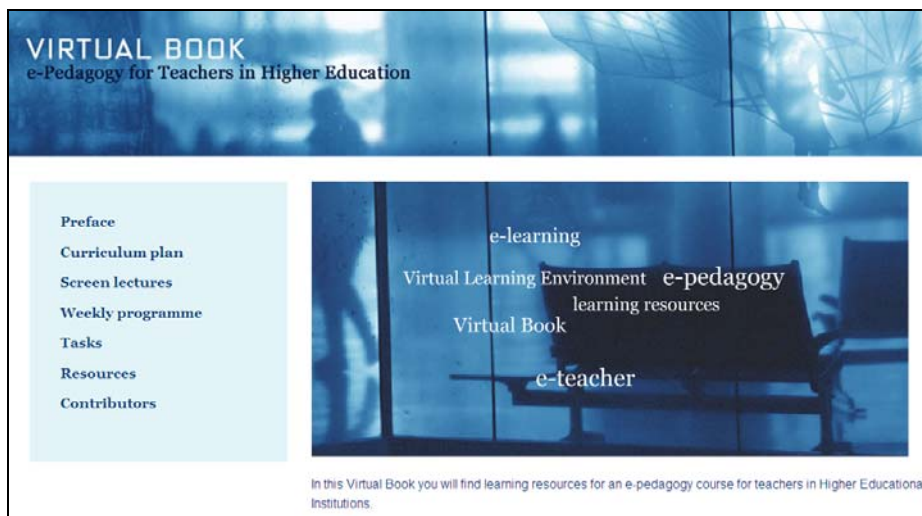 VIRTUAL BOOK
e-Pedagogy for Teachers in Higher Education
Preface
Curriculum plan
Screen lectures
Weekly programme
Tasks
Resources
Contributors
e-learning
Virtual Learning Environment e-pedagogy
learning resources
Virtual Book
e-teacher
In this Virtual Book you will find learning resources for an e-pedagogy course for teachers in Higher Educationa
Institutions.